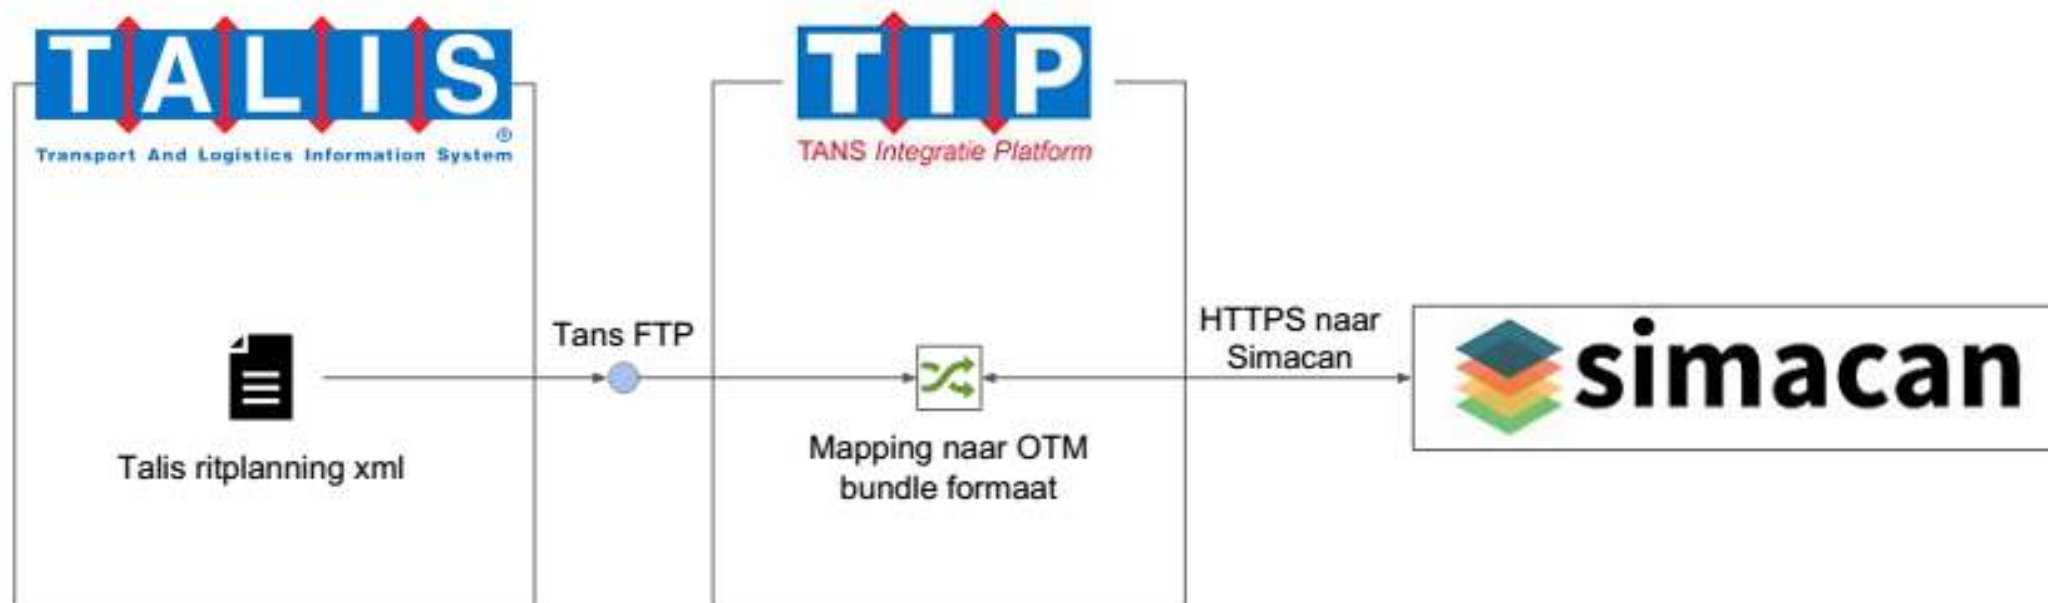 TALIS
®
Transport And Logistics Information System
TIP
TANS Integratie Platform
Tans FTP
HTTPS naar
Simacan
simacan
Talis ritplanning xml
Mapping naar OTM
bundle formaat